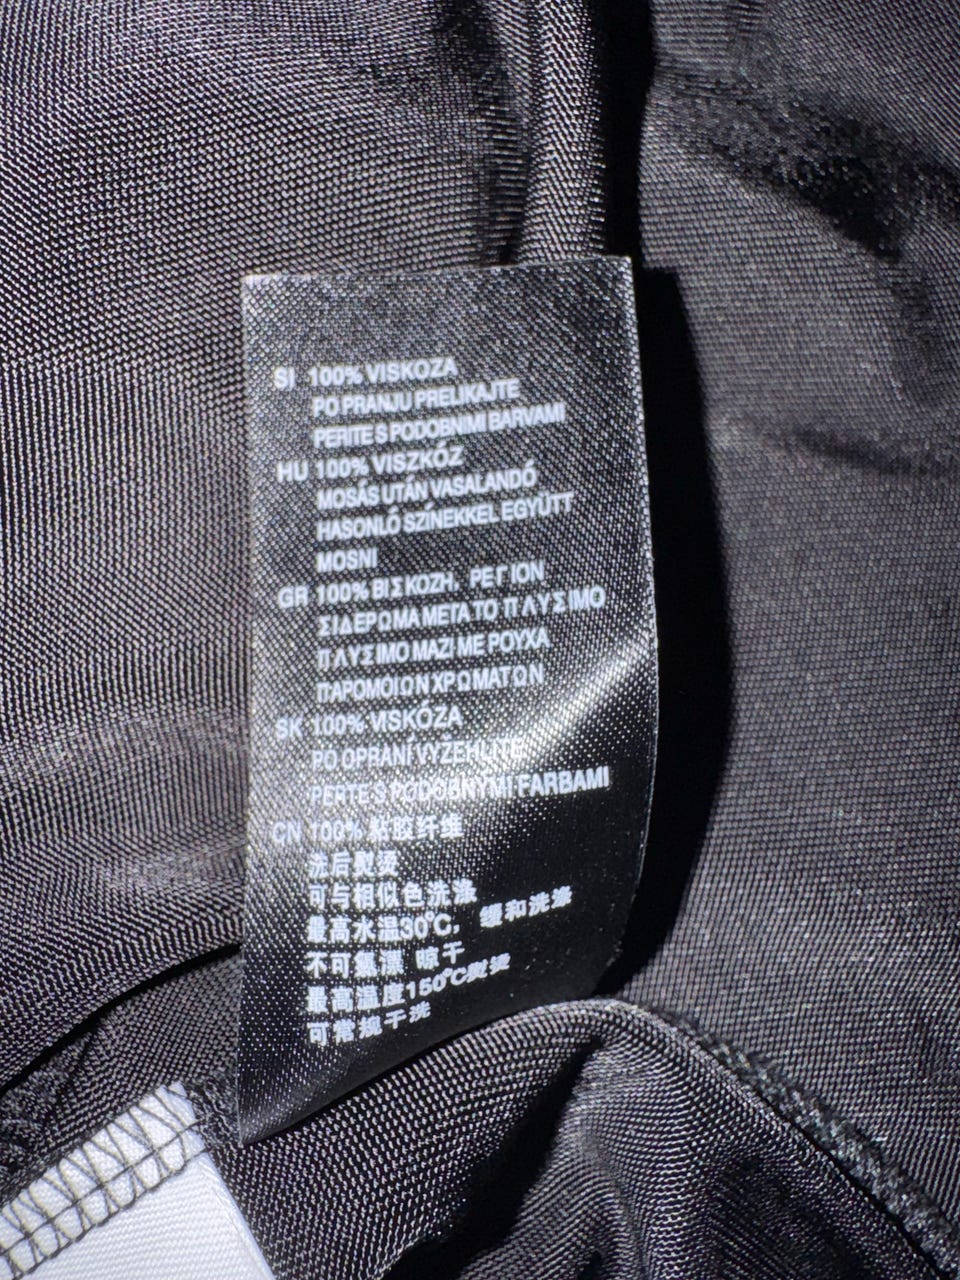 SI 100% VISKOZA
PO PRANJU PRELIKAJTE
PERITE S PODOBNIMI BARVAMI
HU 100% VISZKÓZ
MOSÁS UTÁN VASALANDÓ
HASONLÓ SZÍNEKKEL EGYÜTT
MOSNI
GR 100% ΒΙΣΚΟΖΗ, ΡΕΓΙΟΝ
ΣΙΔΕΡΩΜΑ ΜΕΤΑ ΤΟ ΠΛΥΣΙΜΟ
ΠΛΥΣΙΜΟ ΜΑΖΙ ΜΕ ΡΟΥΧΑ
ΠΑΡΟΜΟΙΩΝ ΧΡΩΜΑΤΩΝ
SK 100% VISKÓZA
PO OPRANÍ VYŽEHLITE
PERTE S PODOBNÝMI FARBAMI
CN 100% 粘胶纤维
洗后熨烫
可与相似色洗涤
最高水温30℃, 缓和洗涤
不可氯漂 晾干
最高温度150℃熨烫
可常规干洗